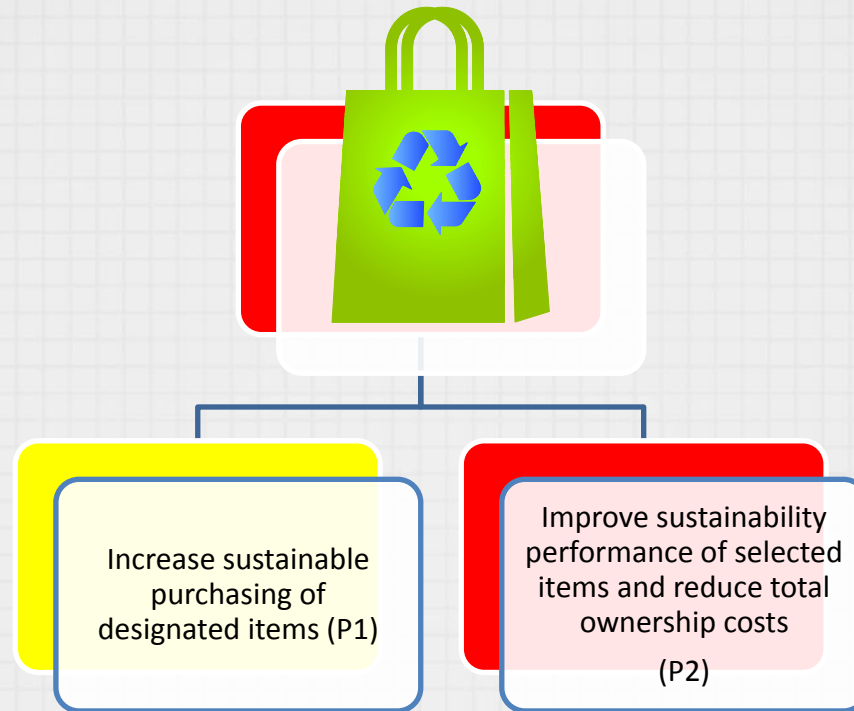 Increase sustainable
purchasing of
designated items (P1)
Improve sustainability
performance of selected
items and reduce total
ownership costs
(P2)